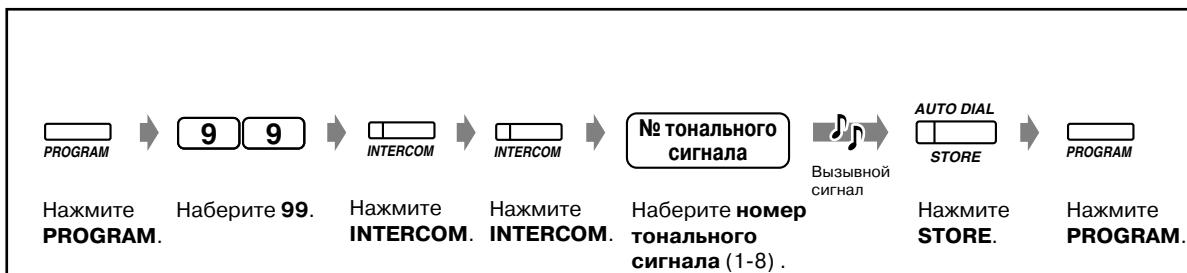 PROGRAM
9 9
INTERCOM
INTERCOM
№ тонального
сигнала
Вызывной
сигнал
AUTO DIAL
STORE
PROGRAM
Нажмите
PROGRAM.
Наберите 99.
Нажмите
INTERCOM.
Нажмите
INTERCOM.
Наберите номер
тонального
сигнала (1-8) .
Нажмите
STORE.
Нажмите
PROGRAM.